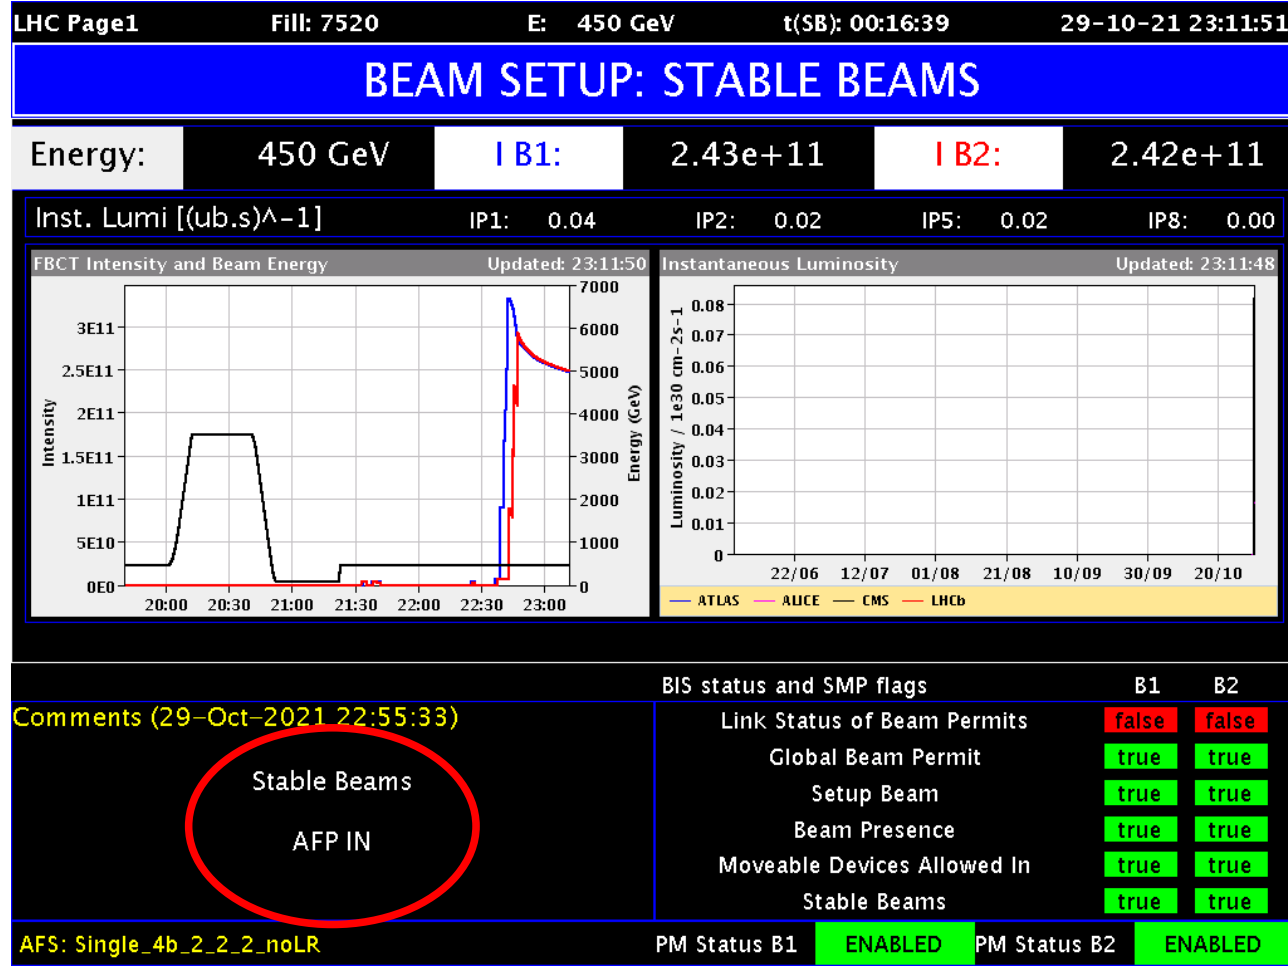 LHC Page1 Fill: 7520 E: 450 GeV t(SB): 00:16:39 29-10-21 23:11:51
BEAM SETUP: STABLE BEAMS
Energy: 450 GeV I B1: 2.43e+11 I B2: 2.42e+11
Inst. Lumi [(ub.s)^-1] IP1: 0.04 IP2: 0.02 IP5: 0.02 IP8: 0.00
FBCT Intensity and Beam Energy Updated: 23:11:50
Intensity
3E11
2.5E11
2E11
1.5E11
1E11
5E10
0E0
7000
6000
5000
4000
3000
2000
1000
0
Energy (GeV)
20:00 20:30 21:00 21:30 22:00 22:30 23:00
Instantaneous Luminosity Updated: 23:11:48
Luminosity / 1e30 cm-2s-1
0.08
0.07
0.06
0.05
0.04
0.03
0.02
0.01
0
22/06 12/07 01/08 21/08 10/09 30/09 20/10
ATLAS ALICE CMS LHCb
Comments (29-Oct-2021 22:55:33)
Stable Beams
AFP IN
BIS status and SMP flags B1 B2
Link Status of Beam Permits false false
Global Beam Permit true true
Setup Beam true true
Beam Presence true true
Moveable Devices Allowed In true true
Stable Beams true true
AFS: Single_4b_2_2_2_noLR PM Status B1 ENABLED PM Status B2 ENABLED